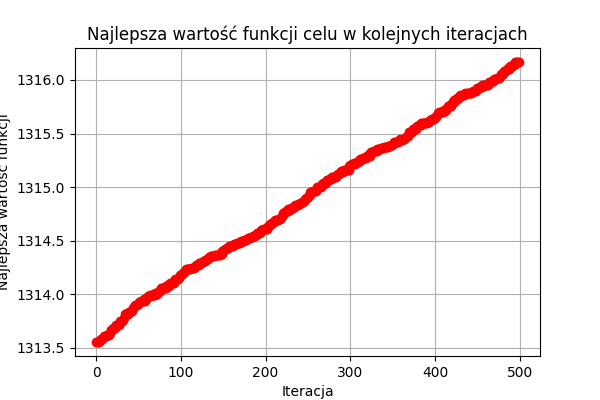 Najlepsza wartość funkcji celu w kolejnych iteracjach
1316.0
1315.5
1315.0
1314.5
1314.0
1313.5
Najlepsza wartość funkcji
0 100 200 300 400 500
Iteracja